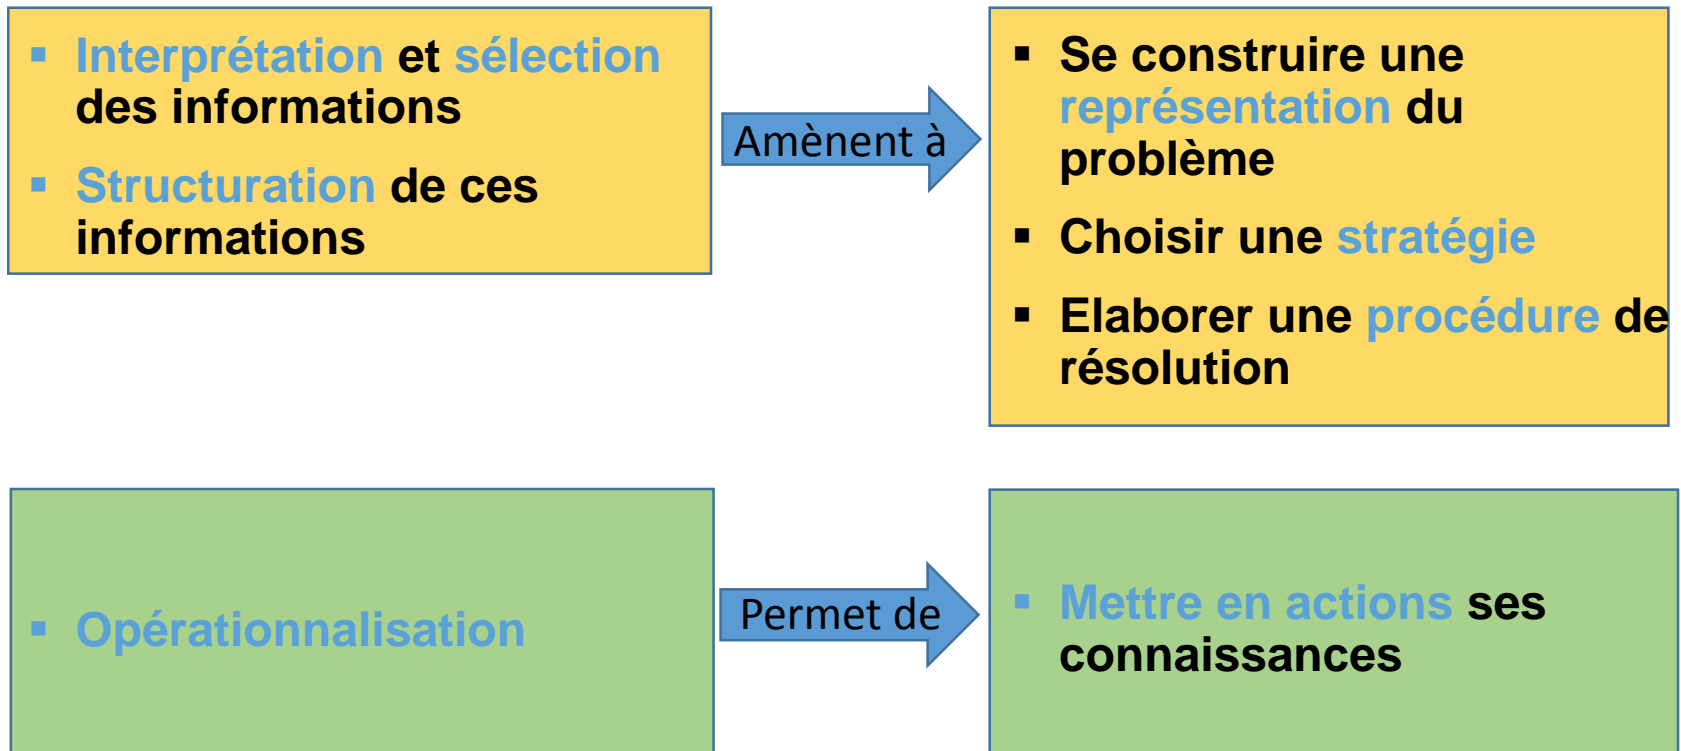 ▪ Interprétation et sélection
des informations
▪ Structuration de ces
informations
Amènent à
▪ Se construire une
représentation du
problème
▪ Choisir une stratégie
▪ Elaborer une procédure de
résolution
▪ Opérationnalisation
Permet de
▪ Mettre en actions ses
connaissances